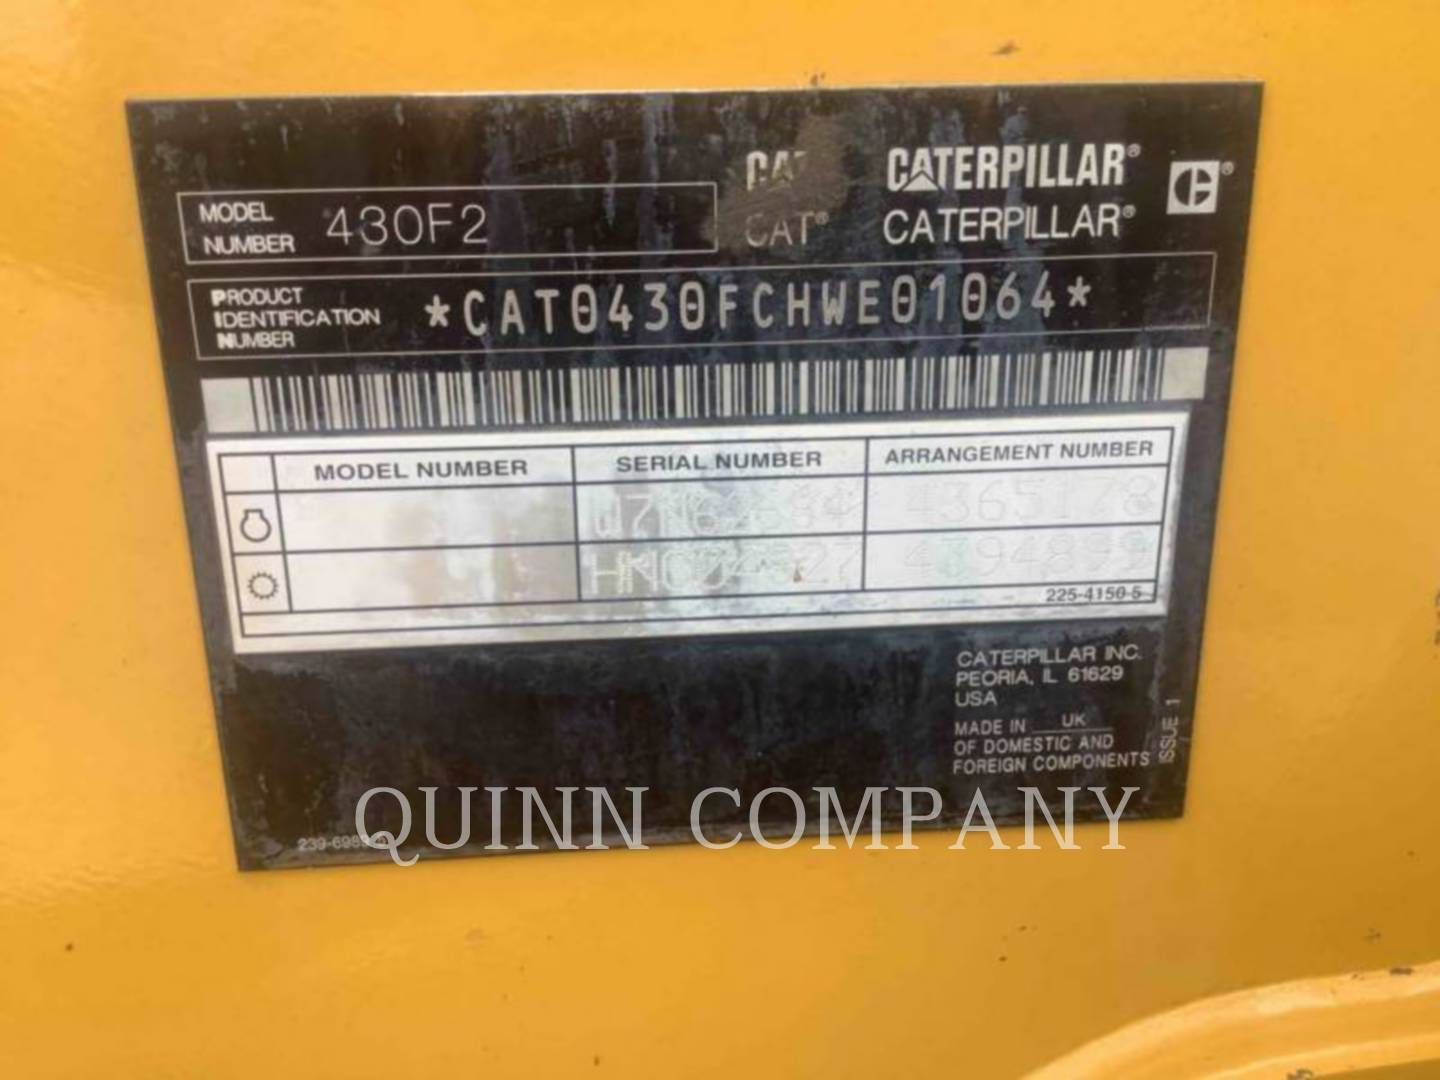 CAT CATERPILLAR®
CAT® CATERPILLAR®
MODEL NUMBER 430F2
PRODUCT IDENTIFICATION NUMBER *CAT0430FCHWE01064*
MODEL NUMBER SERIAL NUMBER ARRANGEMENT NUMBER
4365178
225-4150-5
CATERPILLAR INC.
PEORIA, IL 61629
USA
MADE IN UK
OF DOMESTIC AND
FOREIGN COMPONENTS
ISSUE 1
QUINN COMPANY